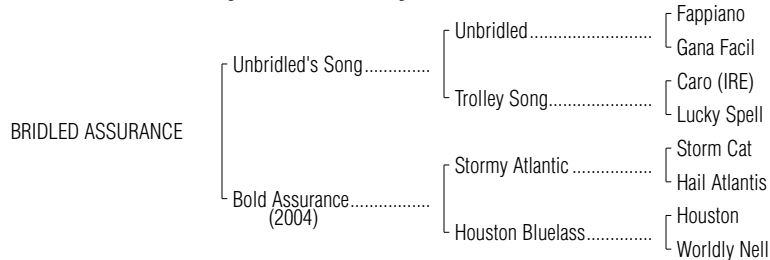 Fappiano
Unbridled..............................
Gana Facil
Unbridled's Song................
Caro (IRE)
Trolley Song.........................
Lucky Spell
BRIDLED ASSURANCE
Storm Cat
Stormy Atlantic ...................
Hail Atlantis
Bold Assurance...................
(2004)
Houston
Houston Bluelass................
Worldly Nell